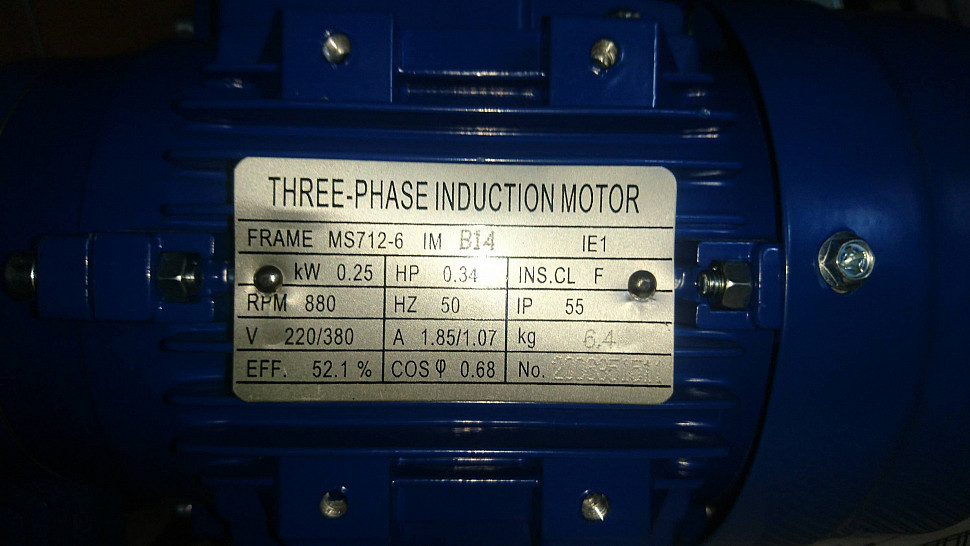 THREE-PHASE INDUCTION MOTOR
FRAME MS712-6 IM B14 IE1
kW 0.25 HP 0.34 INS.CL F
RPM 880 HZ 50 IP 55
V 220/380 A 1.85/1.07 kg 6.4
EFF. 52.1 % COS φ 0.68 No.